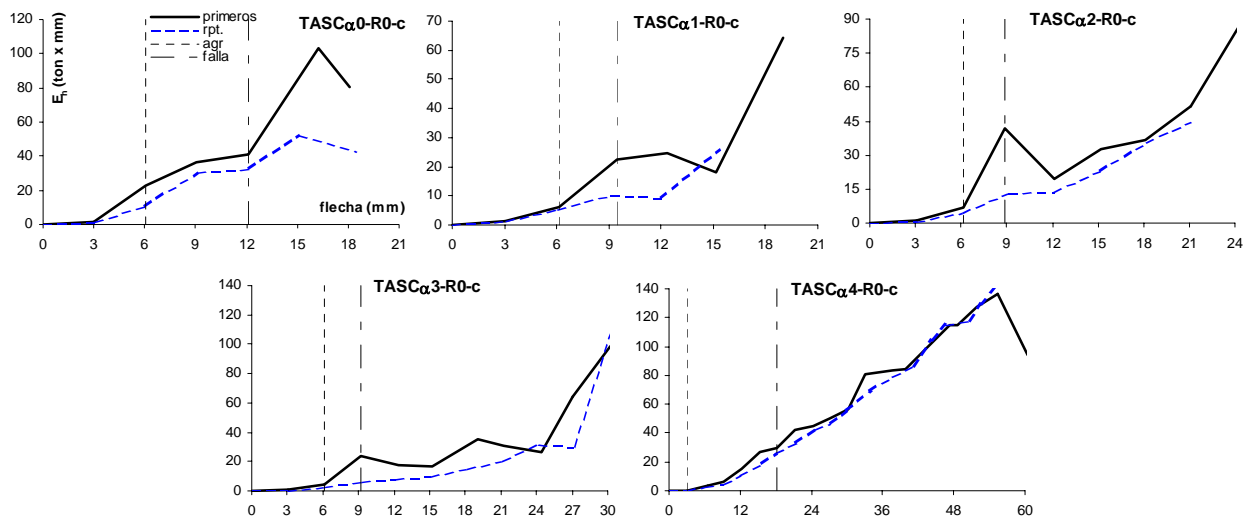 TASCα0-R0-c
primeros
rpt.
agr
falla
Eh (ton x mm)
120
100
80
60
40
20
0
flecha (mm)
0 3 6 9 12 15 18 21
TASCα1-R0-c
70
60
50
40
30
20
10
0
0 3 6 9 12 15 18 21
TASCα2-R0-c
90
75
60
45
30
15
0
0 3 6 9 12 15 18 21 24
TASCα3-R0-c
140
120
100
80
60
40
20
0
0 3 6 9 12 15 18 21 24 27 30
TASCα4-R0-c
140
120
100
80
60
40
20
0
0 12 24 36 48 60